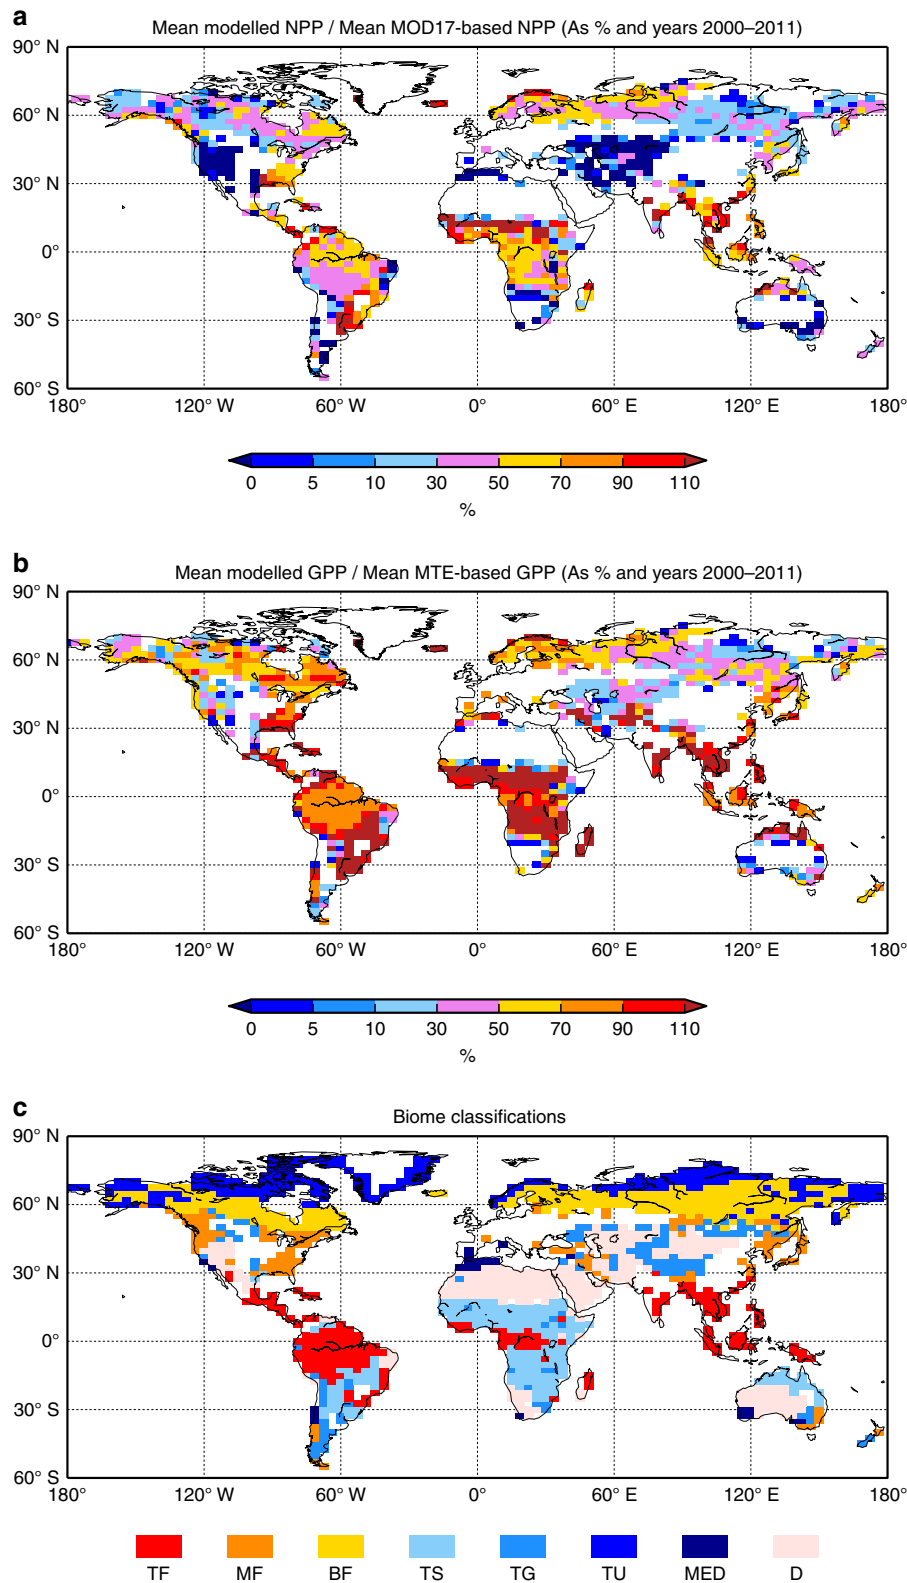 a
Mean modelled NPP / Mean MOD17-based NPP (As % and years 2000–2011)
90° N
60° N
30° N
0°
30° S
60° S
180° 120° W 60° W 0° 60° E 120° E 180°
0 5 10 30 50 70 90 110
%
b
Mean modelled GPP / Mean MTE-based GPP (As % and years 2000–2011)
90° N
60° N
30° N
0°
30° S
60° S
180° 120° W 60° W 0° 60° E 120° E 180°
0 5 10 30 50 70 90 110
%
c
Biome classifications
90° N
60° N
30° N
0°
30° S
60° S
180° 120° W 60° W 0° 60° E 120° E 180°
TF MF BF TS TG TU MED D